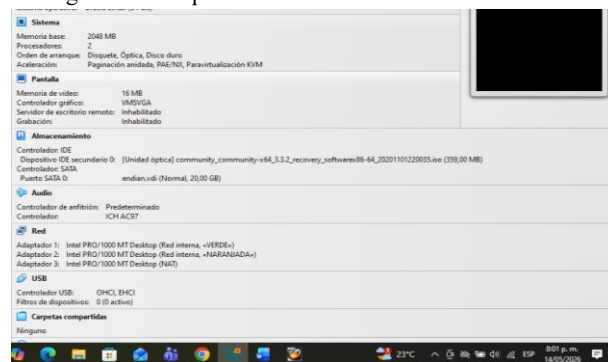 Sistema
Memoria base: 2048 MB
Procesadores: 2
Orden de arranque: Disquete, Óptica, Disco duro
Aceleración: Paginación anidada, PAE/NX, Paravirtualización KVM
Pantalla
Memoria de vídeo: 16 MB
Controlador gráfico: VMSVGA
Servidor de escritorio remoto: Inhabilitado
Grabación: Inhabilitado
Almacenamiento
Controlador: IDE
Dispositivo IDE secundario 0: [Unidad óptica] community_community-x64_3.3.2_recovery_softwarex86-64_20201101220035.iso (359,00 MB)
Controlador: SATA
Puerto SATA 0: endian.vdi (Normal, 20,00 GB)
Audio
Controlador de anfitrión: Predeterminado
Controlador: ICH AC97
Red
Adaptador 1: Intel PRO/1000 MT Desktop (Red interna, «VERDE»)
Adaptador 2: Intel PRO/1000 MT Desktop (Red interna, «NARANJADA»)
Adaptador 3: Intel PRO/1000 MT Desktop (NAT)
USB
Controlador USB: OHCI, EHCI
Filtros de dispositivos: 0 (0 activo)
Carpetas compartidas
Ninguno
23°C ESP 8:01 p. m.
14/05/2026